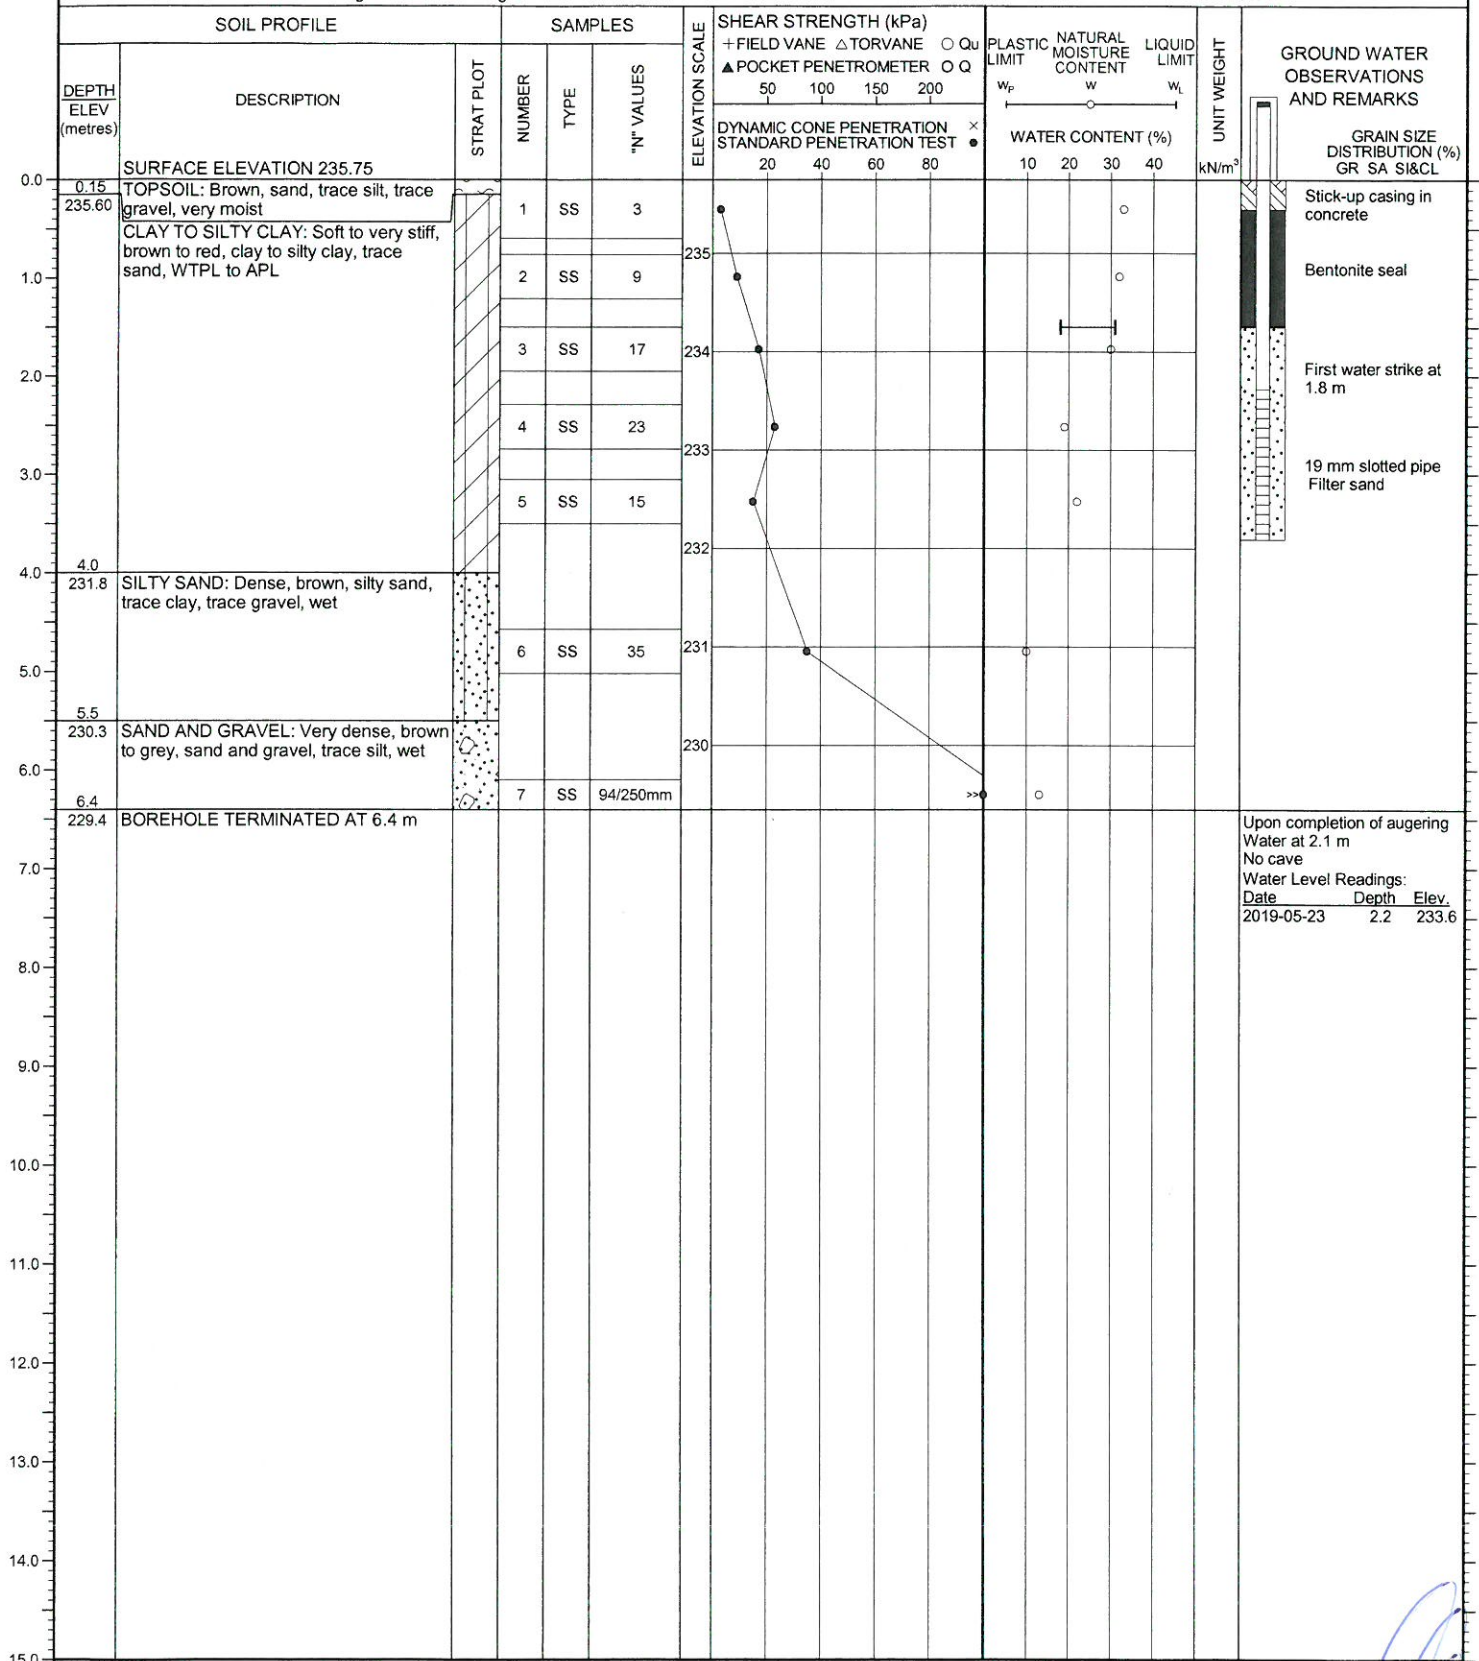 SOIL PROFILE
SAMPLES
DEPTH
ELEV
(metres)
DESCRIPTION
STRAT PLOT
NUMBER
TYPE
"N" VALUES
ELEVATION SCALE
SHEAR STRENGTH (kPa)
+FIELD VANE △TORVANE ○ Qu
▲POCKET PENETROMETER O Q
50 100 150 200
DYNAMIC CONE PENETRATION ×
STANDARD PENETRATION TEST ●
20 40 60 80
PLASTIC LIMIT
NATURAL MOISTURE CONTENT
LIQUID LIMIT
WP W WL
WATER CONTENT (%)
10 20 30 40
UNIT WEIGHT
kN/m³
GROUND WATER
OBSERVATIONS
AND REMARKS
GRAIN SIZE
DISTRIBUTION (%)
GR SA SI&CL
SURFACE ELEVATION 235.75
0.0
0.15
235.60
TOPSOIL: Brown, sand, trace silt, trace
gravel, very moist
CLAY TO SILTY CLAY: Soft to very stiff,
brown to red, clay to silty clay, trace
sand, WTPL to APL
1 SS 3
Stick-up casing in
concrete
235
1.0
2 SS 9
Bentonite seal
3 SS 17
234
2.0
First water strike at
1.8 m
4 SS 23
233
3.0
5 SS 15
19 mm slotted pipe
Filter sand
232
4.0
4.0
231.8
SILTY SAND: Dense, brown, silty sand,
trace clay, trace gravel, wet
6 SS 35
231
5.0
5.5
230.3
SAND AND GRAVEL: Very dense, brown
to grey, sand and gravel, trace silt, wet
230
6.0
7 SS 94/250mm
>>
6.4
229.4
BOREHOLE TERMINATED AT 6.4 m
Upon completion of augering
Water at 2.1 m
No cave
Water Level Readings:
Date Depth Elev.
2019-05-23 2.2 233.6
7.0
8.0
9.0
10.0
11.0
12.0
13.0
14.0
15.0